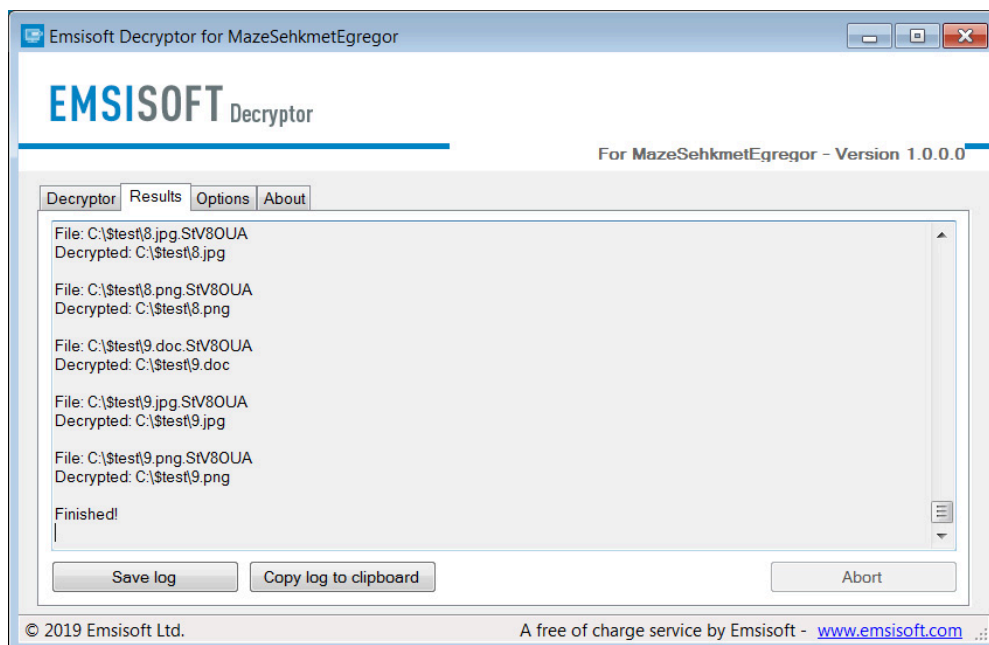 Emsisoft Decryptor for MazeSehkmetEgregor
EMSISOFT Decryptor
For MazeSehkmetEgregor - Version 1.0.0.0
Decryptor Results Options About
File: C:\$test\8.jpg.StV8OUA
Decrypted: C:\$test\8.jpg
File: C:\$test\8.png.StV8OUA
Decrypted: C:\$test\8.png
File: C:\$test\9.doc.StV8OUA
Decrypted: C:\$test\9.doc
File: C:\$test\9.jpg.StV8OUA
Decrypted: C:\$test\9.jpg
File: C:\$test\9.png.StV8OUA
Decrypted: C:\$test\9.png
Finished!
Save log Copy log to clipboard Abort
© 2019 Emsisoft Ltd. A free of charge service by Emsisoft - www.emsisoft.com